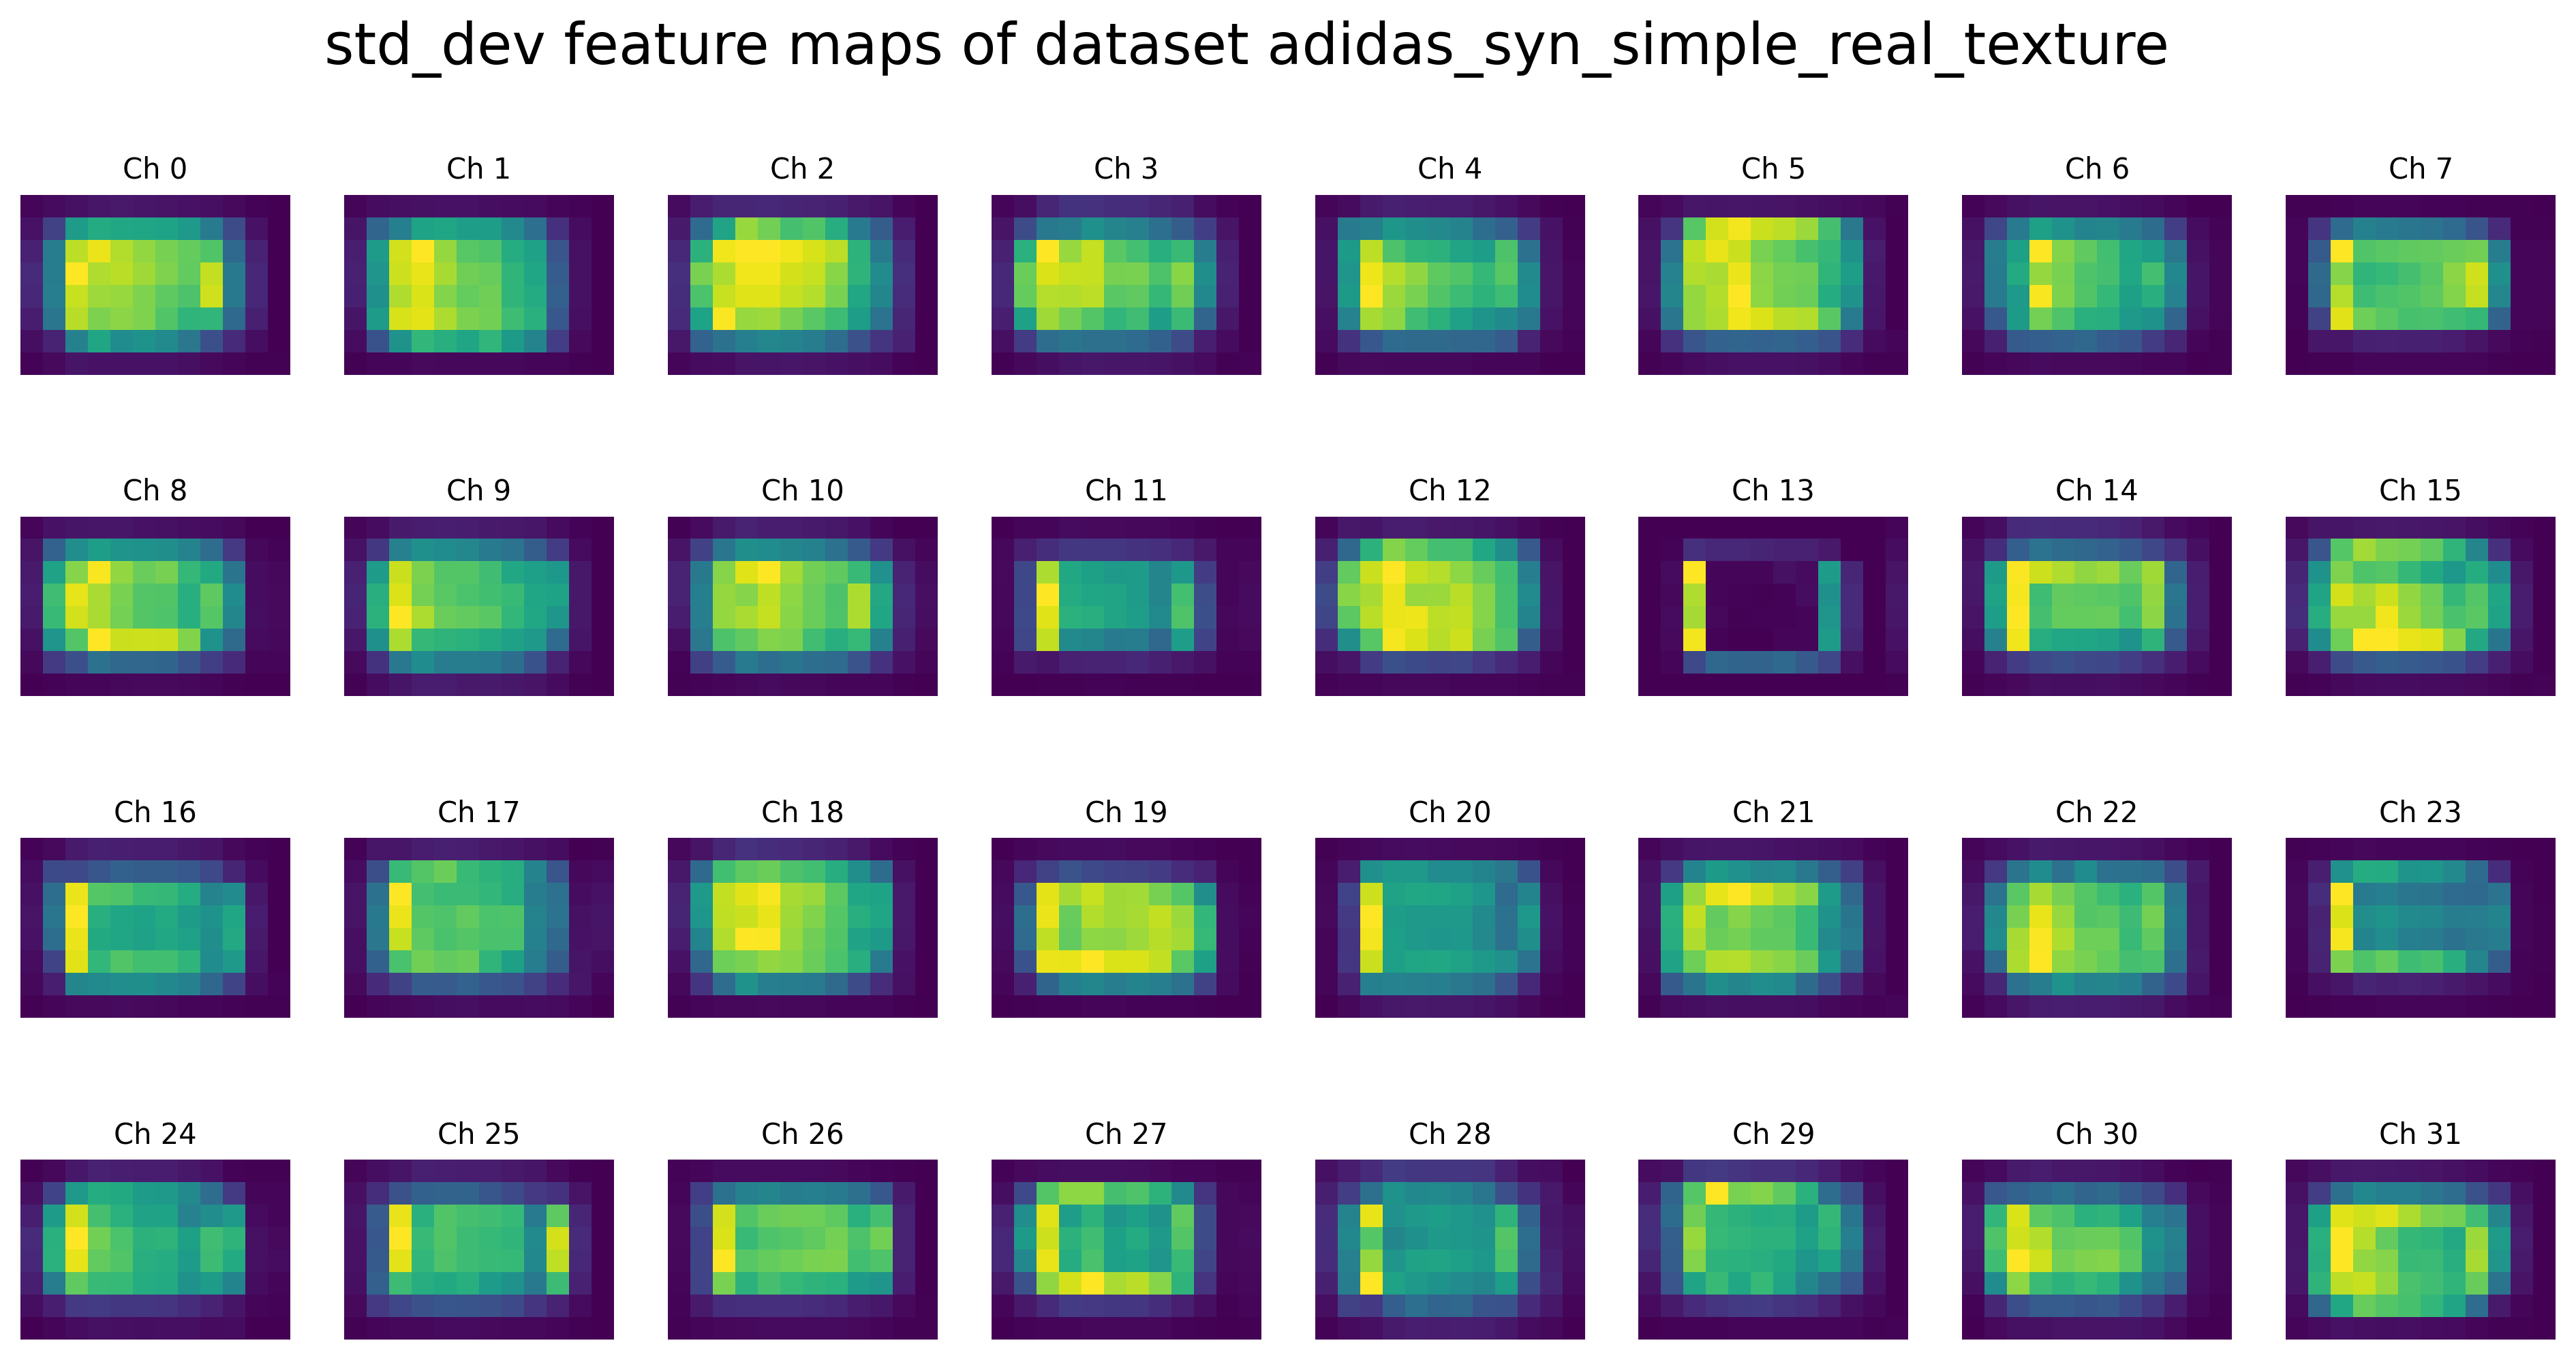 std_dev feature maps of dataset adidas_syn_simple_real_texture
Ch 0 Ch 1 Ch 2 Ch 3 Ch 4 Ch 5 Ch 6 Ch 7
Ch 8 Ch 9 Ch 10 Ch 11 Ch 12 Ch 13 Ch 14 Ch 15
Ch 16 Ch 17 Ch 18 Ch 19 Ch 20 Ch 21 Ch 22 Ch 23
Ch 24 Ch 25 Ch 26 Ch 27 Ch 28 Ch 29 Ch 30 Ch 31